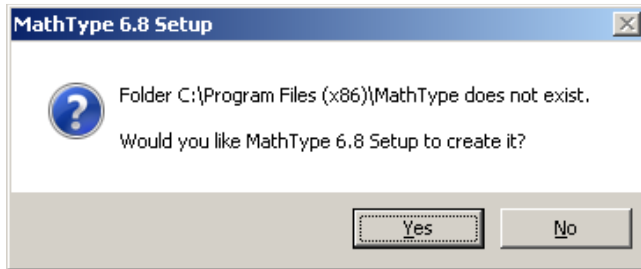 MathType 6.8 Setup
Folder C:\Program Files (x86)\MathType does not exist.
Would you like MathType 6.8 Setup to create it?
Yes
No